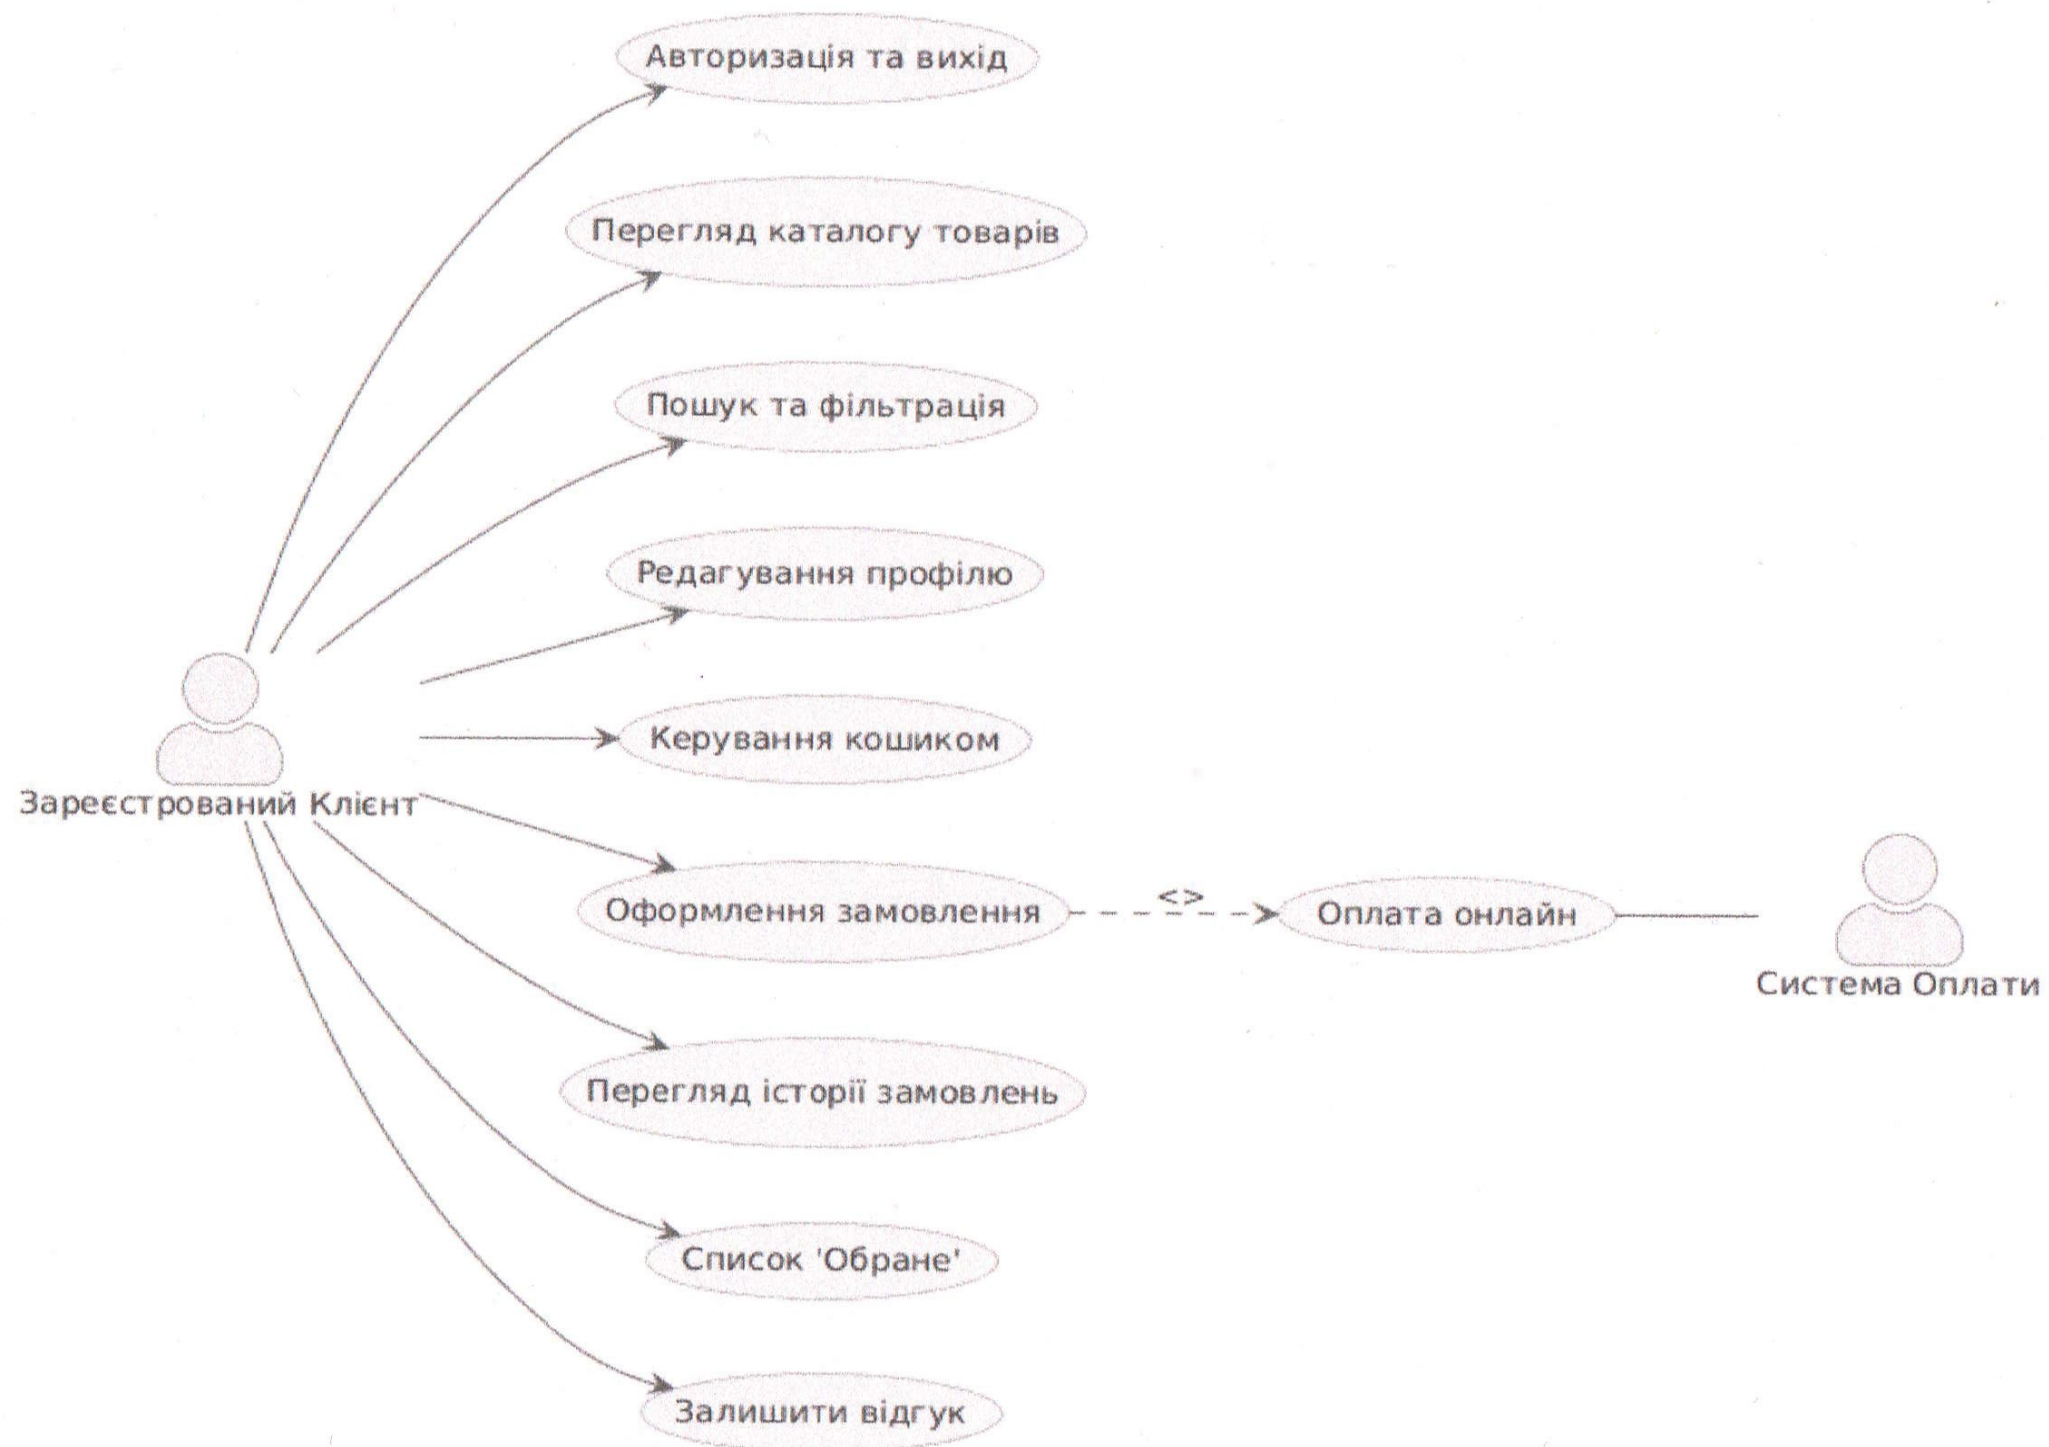 Авторизація та вихід
Перегляд каталогу товарів
Пошук та фільтрація
Редагування профілю
Керування кошиком
Зареєстрований Клієнт
Оформлення замовлення
<>
Оплата онлайн
Система Оплати
Перегляд історії замовлень
Список 'Обране'
Залишити відгук